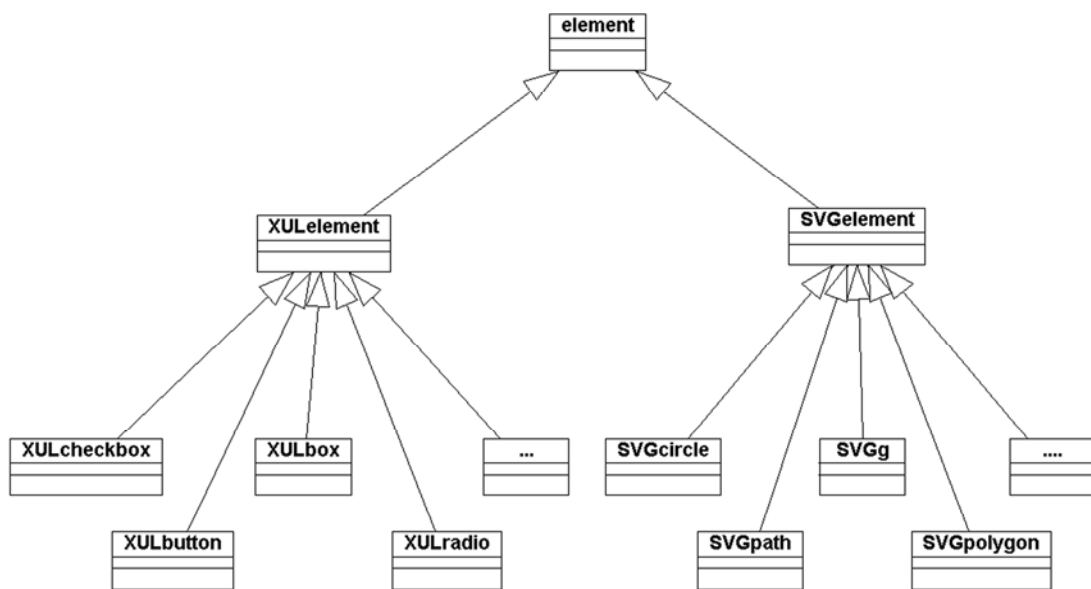 element
XULelement
SVGelement
XULcheckbox
XULbox
...
SVGcircle
SVGg
....
XULbutton
XULradio
SVGpath
SVGpolygon